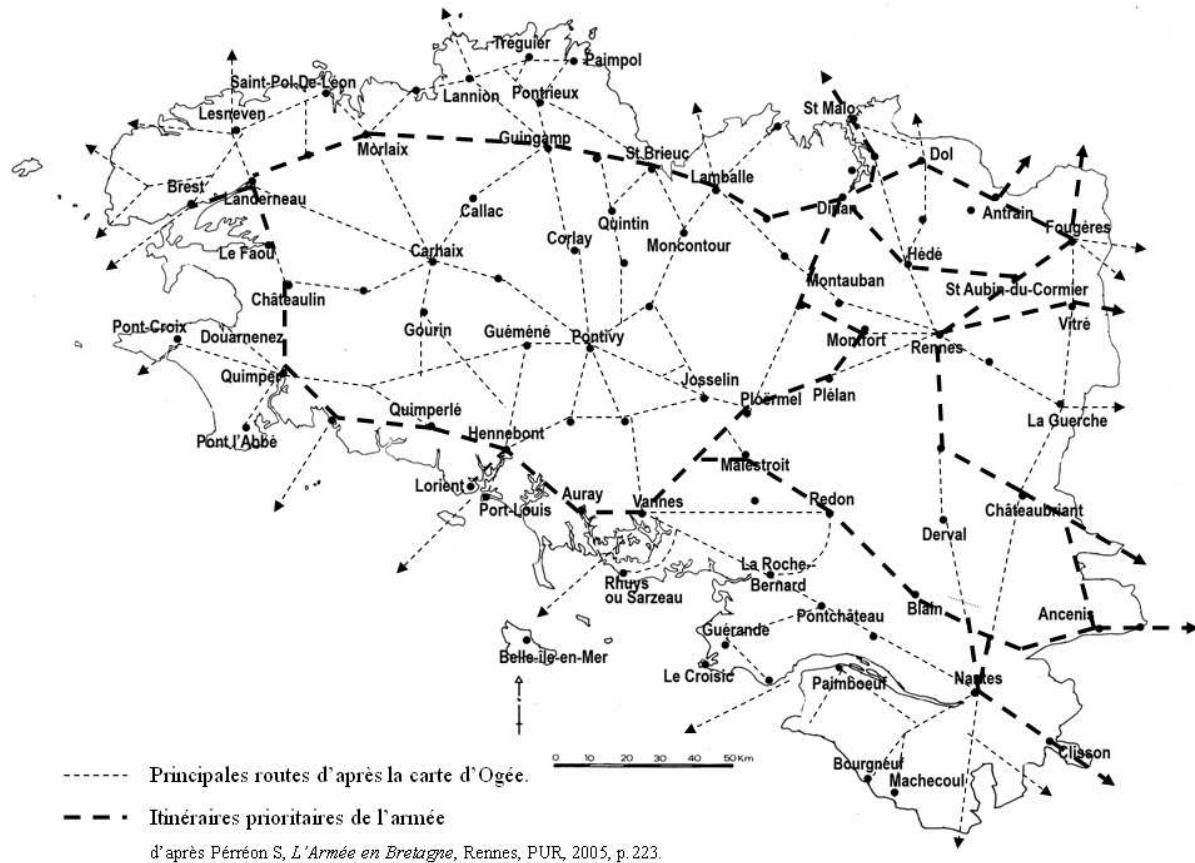 Tréguier
Paimpol
Saint-Pol-De-Léon
Lannion
Pontrieux
Lesneven
St Malo
Morlaix
Guingamp
St Brieuc
Dol
Lamballe
Brest
Landerneau
Dinan
Antrain
Callac
Quintin
Fougères
Le Faou
Carhaix
Corlay
Moncontour
Hédé
Montauban
St Aubin-du-Cormier
Châteaulin
Pont-Croix
Gourin
Guéméné
Pontivy
Vitré
Douarnenez
Montfort
Rennes
Quimper
Josselin
Plélan
Quimperlé
Ploërmel
La Guerche
Pont l'Abbé
Hennebont
Malestroit
Lorient
Auray
Vannes
Redon
Châteaubriant
Port-Louis
Derval
La Roche-
Bernard
Rhuys
ou Sarzeau
Blain
Pontchâteau
Ancenis
Guérande
Belle-île-en-Mer
Le Croisic
Paimboeuf
Nantes
Clisson
Bourgneuf
Machecoul
0 10 20 30 40 50 Km
Principales routes d'après la carte d'Ogée.
Itinéraires prioritaires de l'armée
d'après Pérréon S, L'Armée en Bretagne, Rennes, PUR, 2005, p.223.